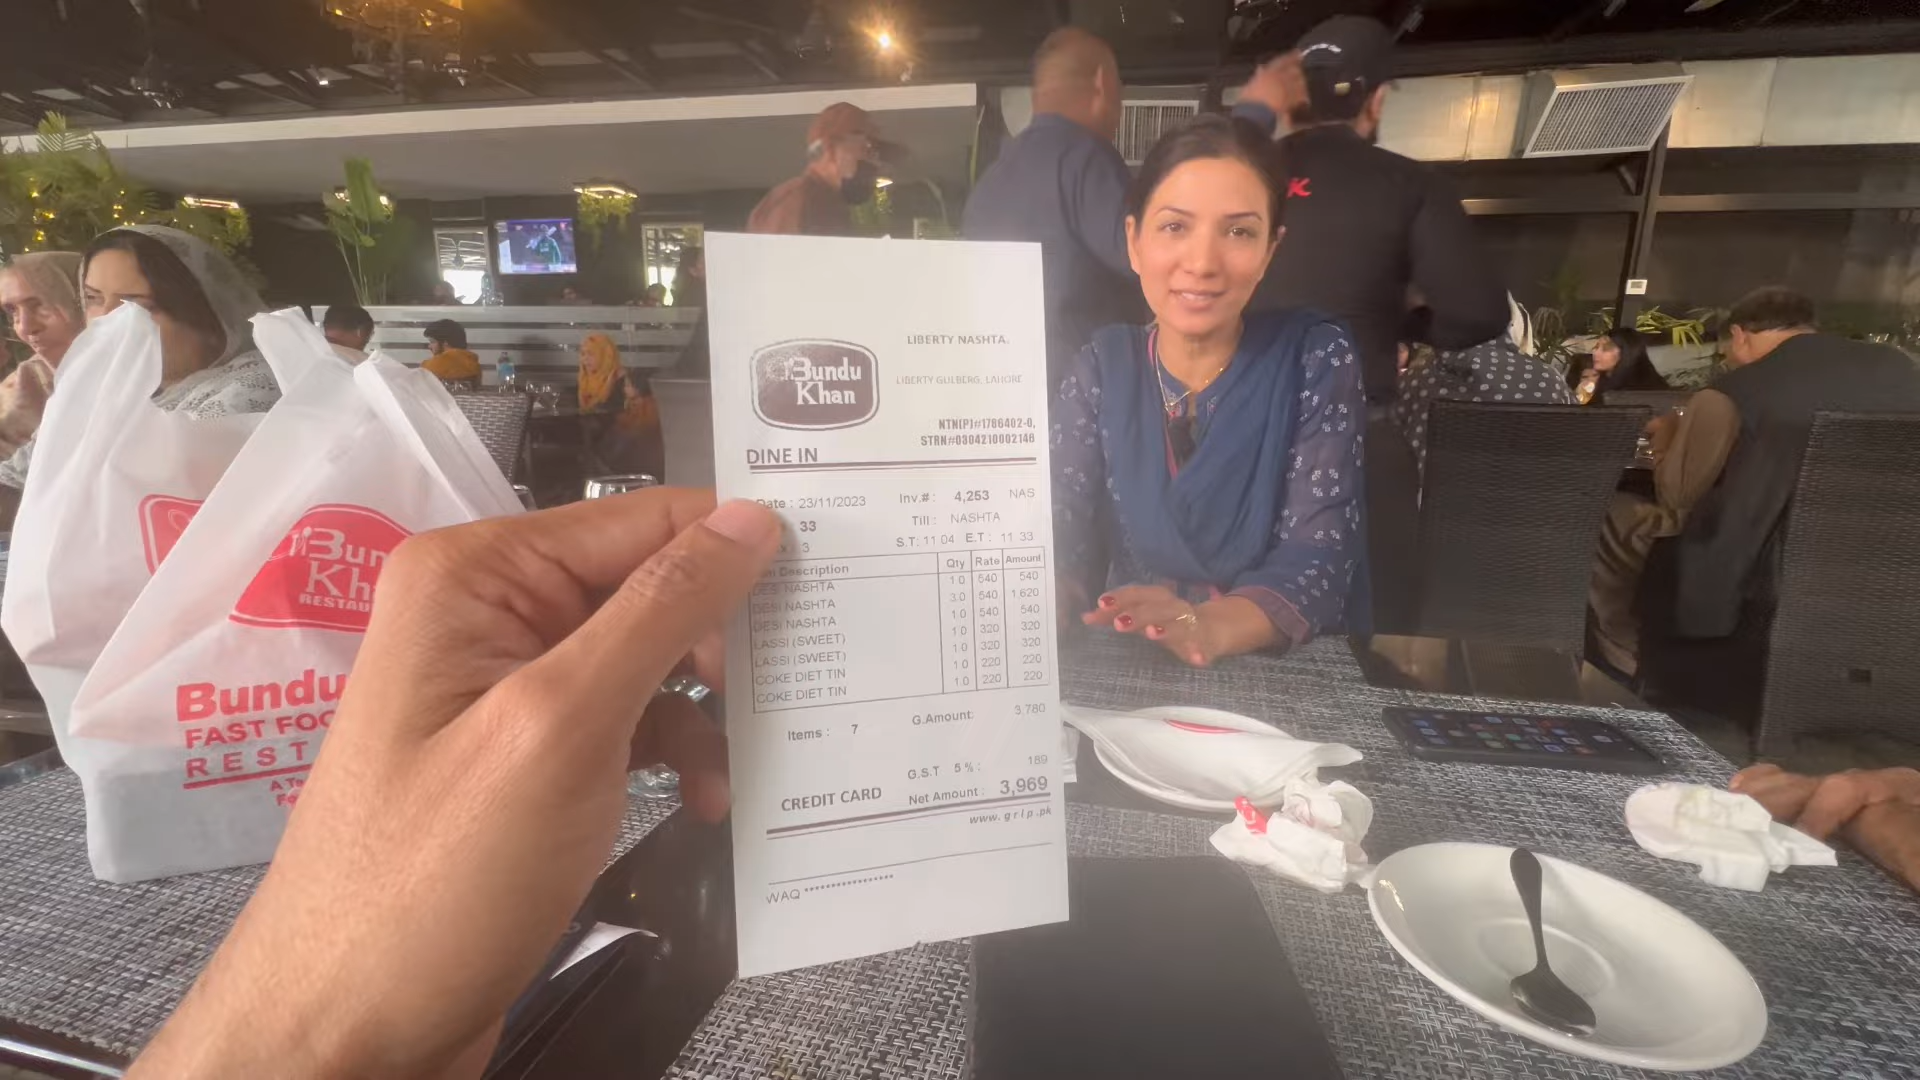 LIBERTY NASHTA.
Bundu
Khan
LIBERTY GULBERG, LAHORE
NTN[P]#1786402-0,
STRN#0304210002146
DINE IN
Date : 23/11/2023 Inv.# : 4,253 NAS
33 Till : NASHTA
3 S.T: 11 04 E.T : 11 33
Description Qty Rate Amount
DESI NASHTA 1.0 540 540
DESI NASHTA 3.0 540 1,620
DESI NASHTA 1.0 540 540
LASSI (SWEET) 1.0 320 320
LASSI (SWEET) 1.0 320 320
COKE DIET TIN 1.0 220 220
COKE DIET TIN 1.0 220 220
Items : 7 G.Amount: 3,780
G.S.T 5 % : 189
CREDIT CARD Net Amount : 3,969
www.grip.pk
WAQ *****************
Bun
Kh
RESTAU
Bundu
FAST FOO
REST